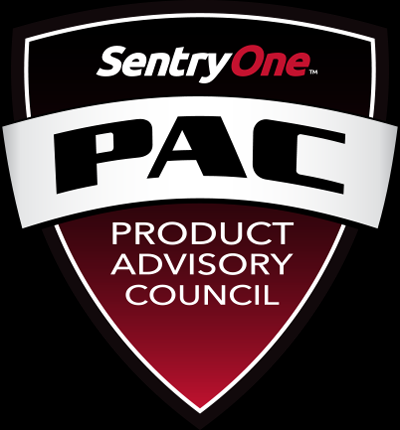 SentryOne™
PAC
PRODUCT
ADVISORY
COUNCIL